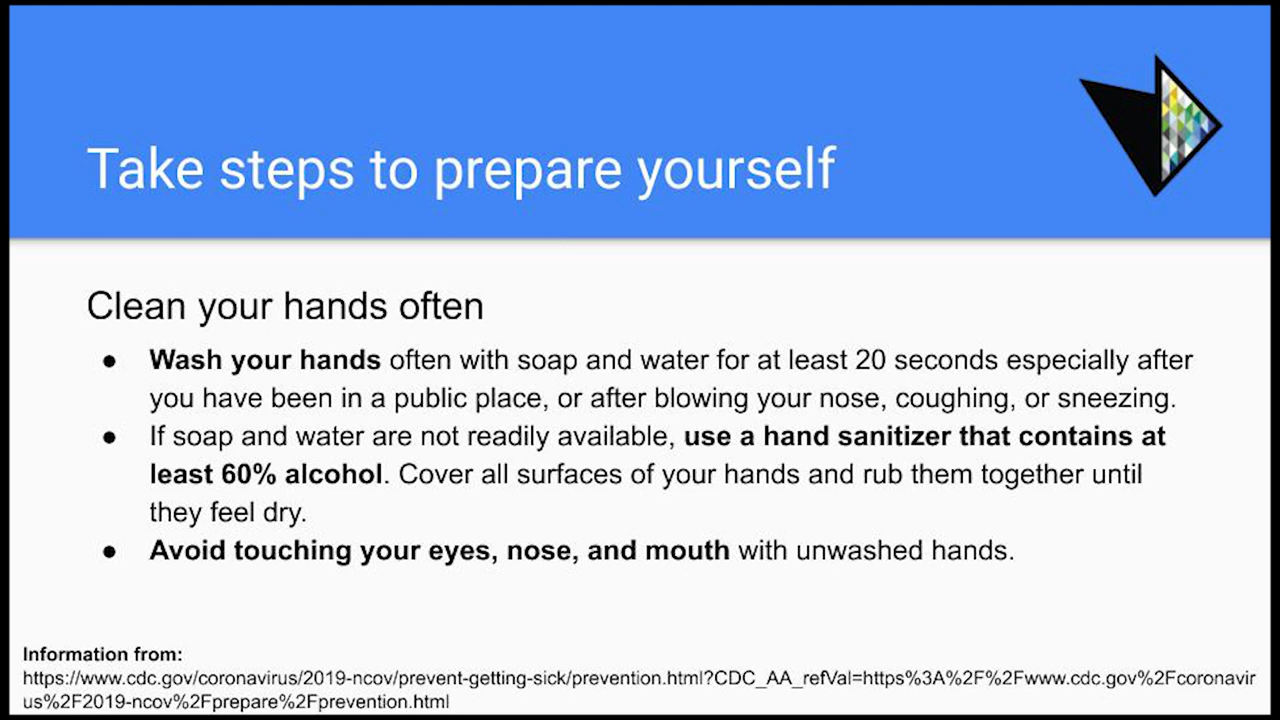 Take steps to prepare yourself
Clean your hands often
● Wash your hands often with soap and water for at least 20 seconds especially after
you have been in a public place, or after blowing your nose, coughing, or sneezing.
● If soap and water are not readily available, use a hand sanitizer that contains at
least 60% alcohol. Cover all surfaces of your hands and rub them together until
they feel dry.
● Avoid touching your eyes, nose, and mouth with unwashed hands.
Information from:
https://www.cdc.gov/coronavirus/2019-ncov/prevent-getting-sick/prevention.html?CDC_AA_refVal=https%3A%2F%2Fwww.cdc.gov%2Fcoronavir
us%2F2019-ncov%2Fprepare%2Fprevention.html